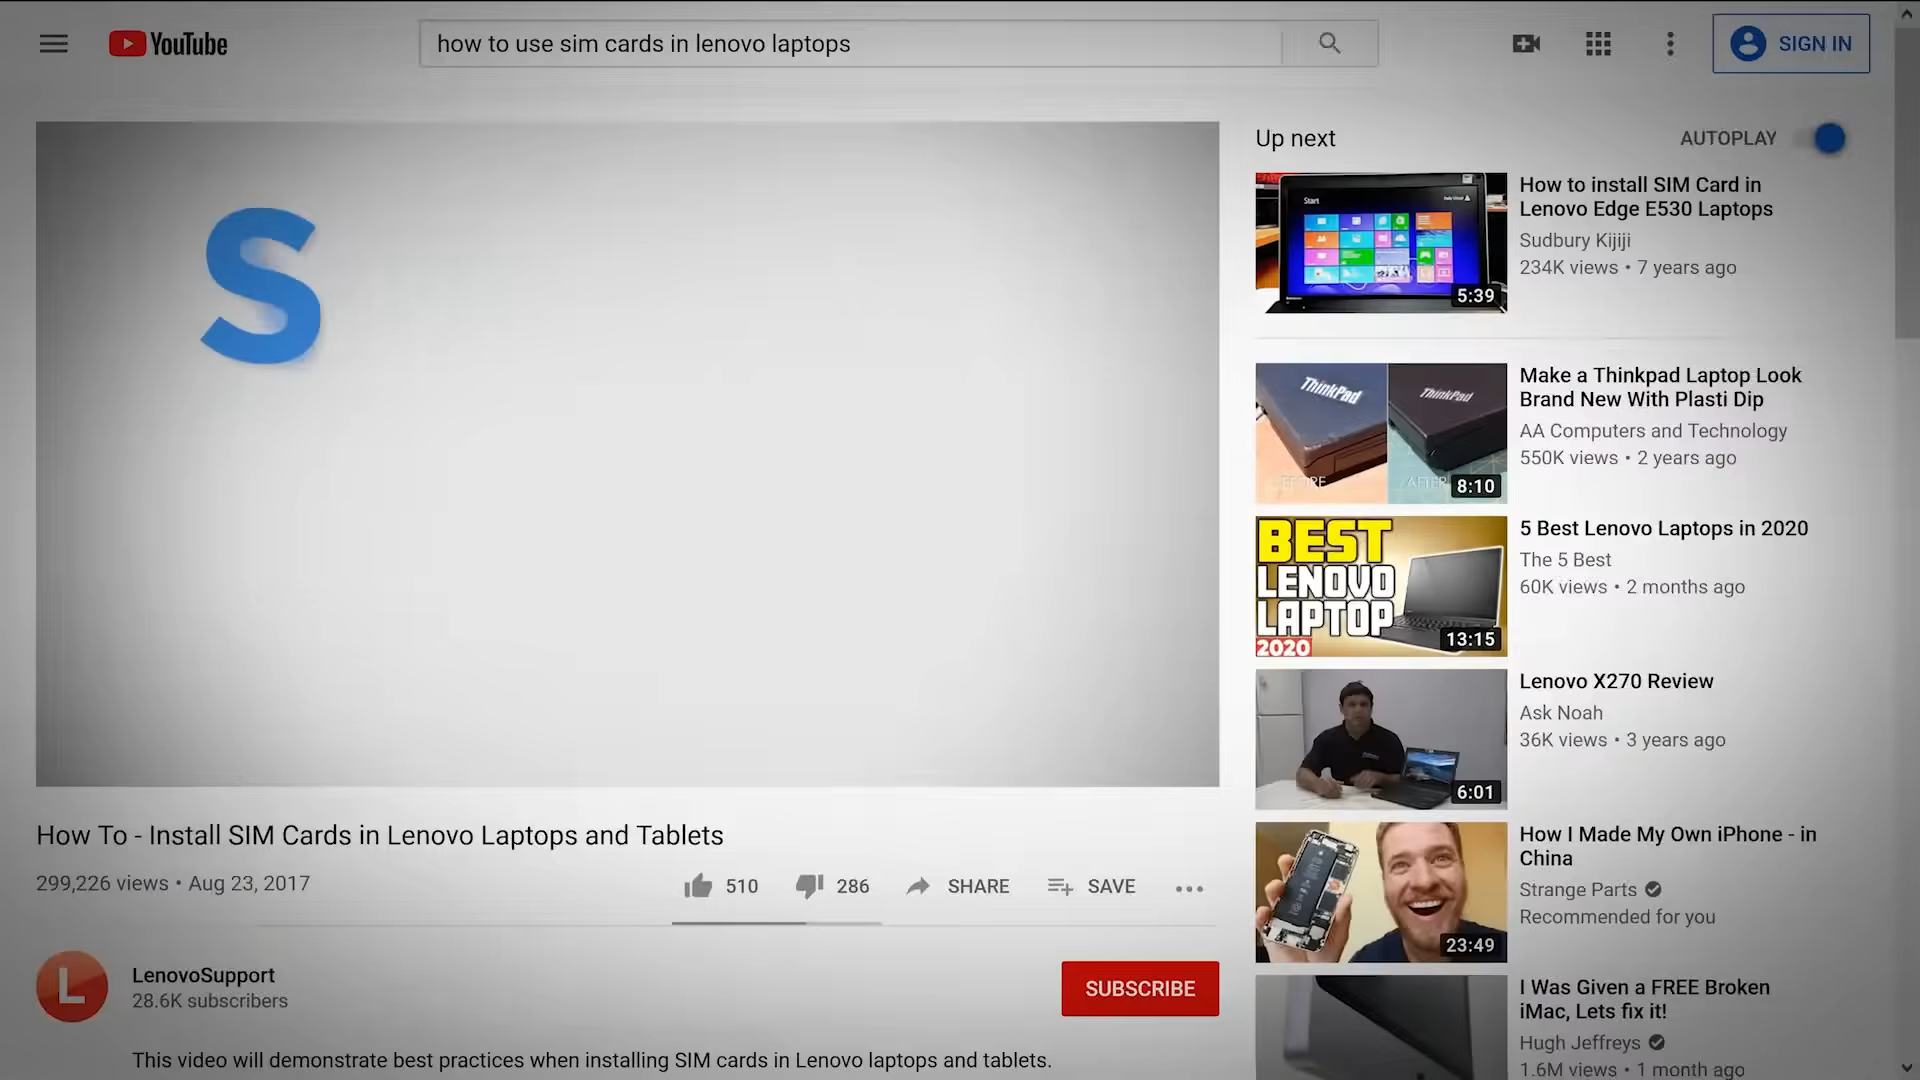 YouTube
how to use sim cards in lenovo laptops
SIGN IN
S
Up next
AUTOPLAY
Start
5:39
How to install SIM Card in
Lenovo Edge E530 Laptops
Sudbury Kijiji
234K views • 7 years ago
ThinkPad
ThinkPad
AFTER
8:10
Make a Thinkpad Laptop Look
Brand New With Plasti Dip
AA Computers and Technology
550K views • 2 years ago
BEST
LENOVO
LAPTOP
2020
13:15
5 Best Lenovo Laptops in 2020
The 5 Best
60K views • 2 months ago
6:01
Lenovo X270 Review
Ask Noah
36K views • 3 years ago
23:49
How I Made My Own iPhone - in
China
Strange Parts
Recommended for you
I Was Given a FREE Broken
iMac, Lets fix it!
Hugh Jeffreys
1.6M views • 1 month ago
How To - Install SIM Cards in Lenovo Laptops and Tablets
299,226 views • Aug 23, 2017
510
286
SHARE
SAVE
L
LenovoSupport
28.6K subscribers
SUBSCRIBE
This video will demonstrate best practices when installing SIM cards in Lenovo laptops and tablets.